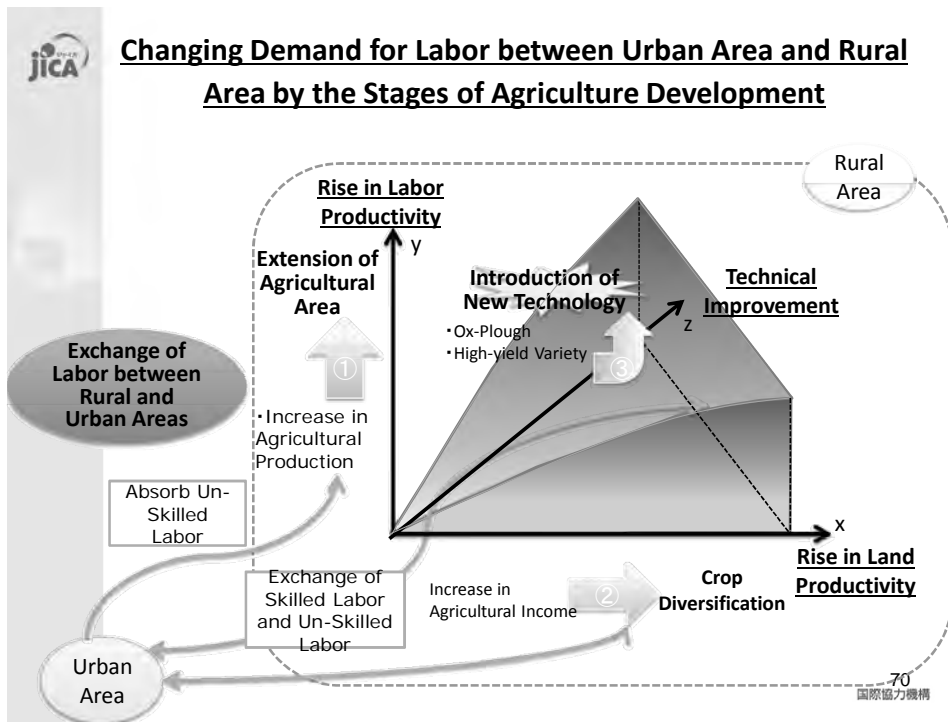 JICA
Changing Demand for Labor between Urban Area and Rural
Area by the Stages of Agriculture Development
Rural
Area
Rise in Labor
Productivity
y
Extension of
Agricultural
Area
Introduction of
New Technology
・Ox-Plough
・High-yield Variety
Technical
Improvement
z
①
③
Exchange of
Labor between
Rural and
Urban Areas
・Increase in
Agricultural
Production
Absorb Un-
Skilled
Labor
x
Rise in Land
Productivity
Exchange of
Skilled Labor
and Un-Skilled
Labor
Increase in
Agricultural Income
②
Crop
Diversification
Urban
Area
70
国際協力機構